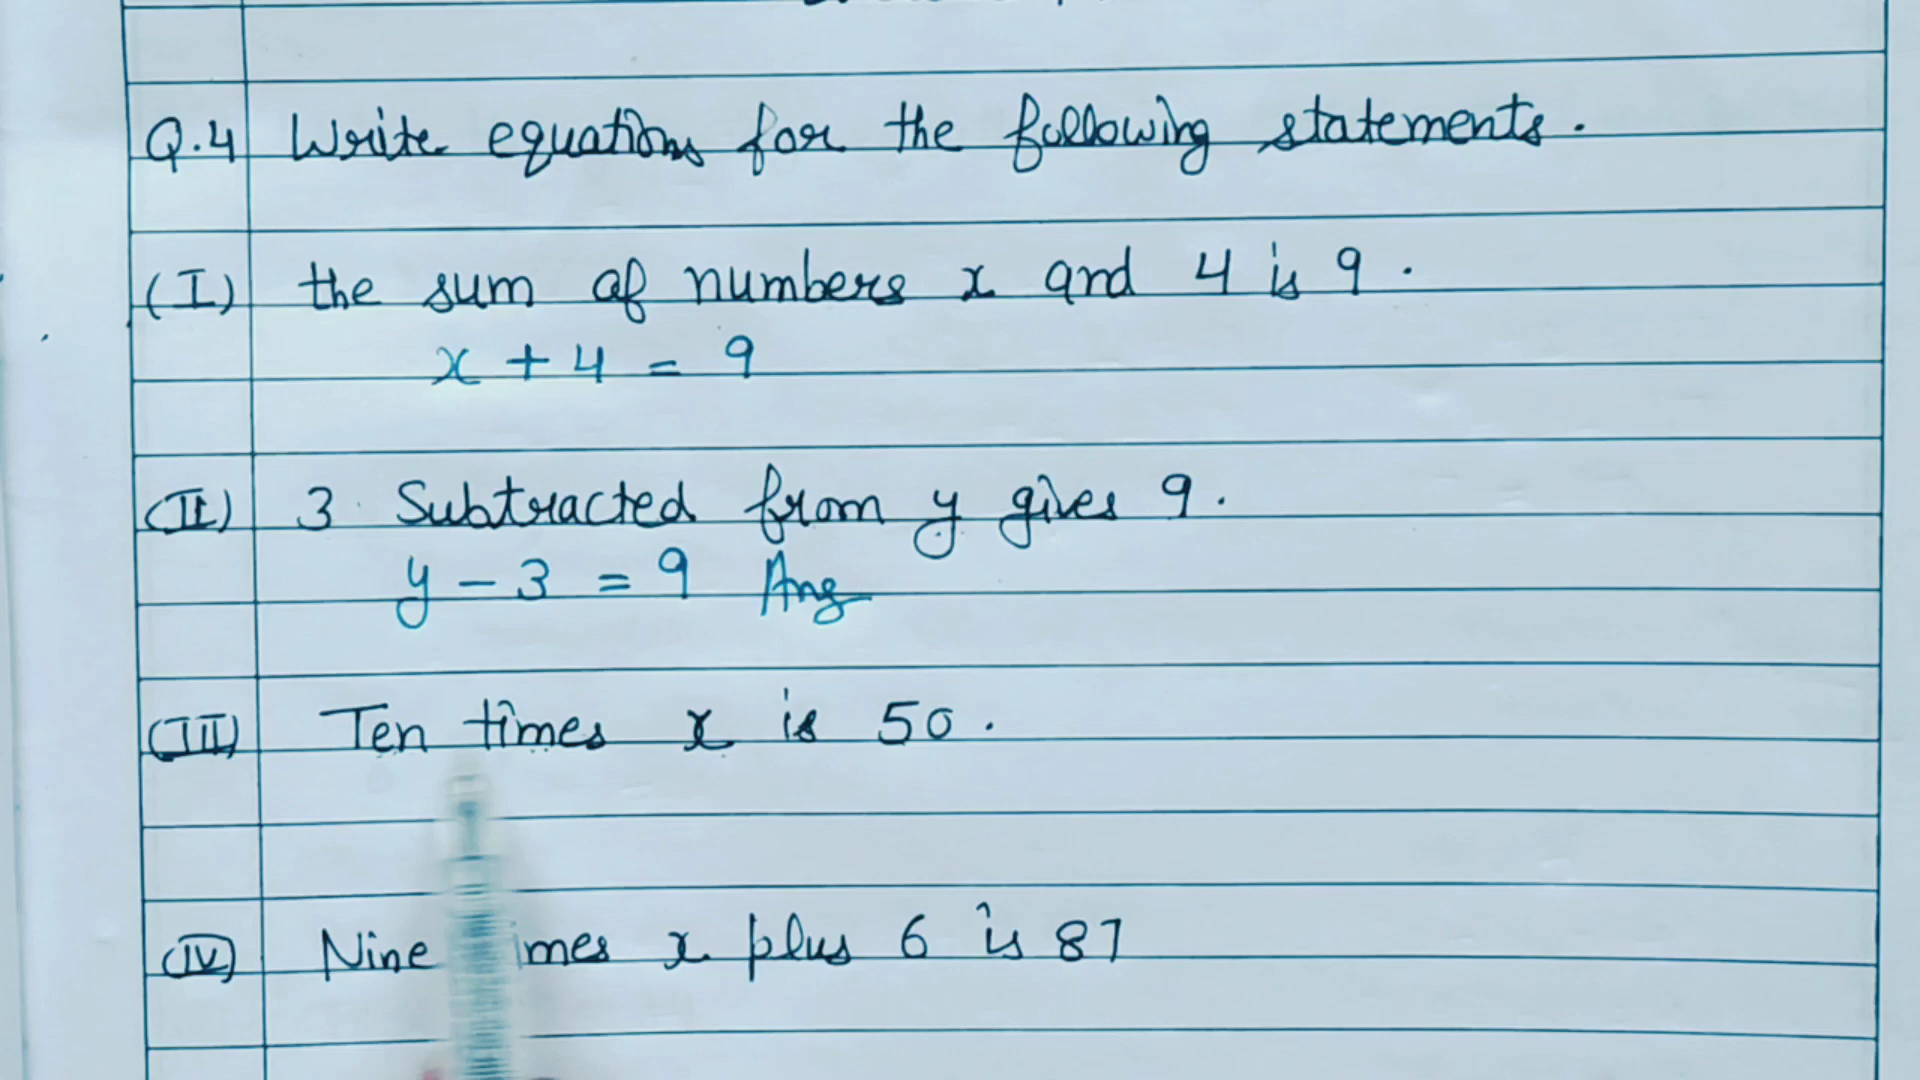 Q.4 Write equations for the following statements.
(I) the sum of numbers x and 4 is 9.
x + 4 = 9
(II) 3 Subtracted from y gives 9.
y - 3 = 9 Ans
(III) Ten times x is 50.
(IV) Nine x plus 6 is 87